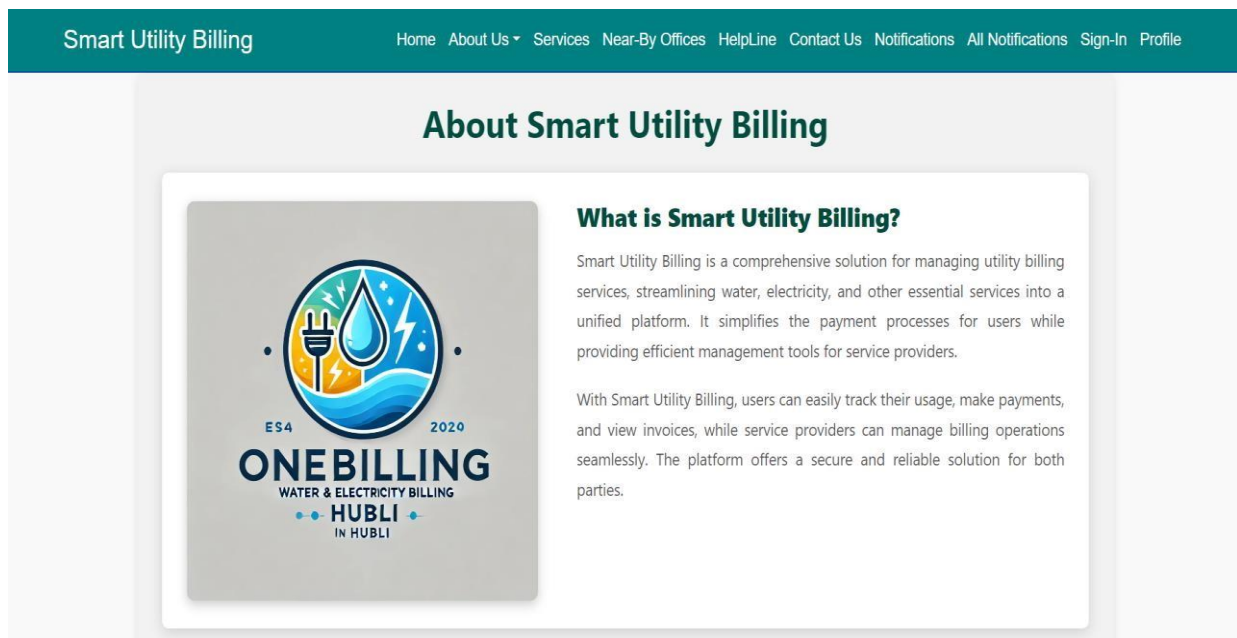 Smart Utility Billing
Home About Us Services Near-By Offices HelpLine Contact Us Notifications All Notifications Sign-In Profile
About Smart Utility Billing
ES4 2020
ONEBILLING
WATER & ELECTRICITY BILLING
HUBLI
IN HUBLI
What is Smart Utility Billing?
Smart Utility Billing is a comprehensive solution for managing utility billing
services, streamlining water, electricity, and other essential services into a
unified platform. It simplifies the payment processes for users while
providing efficient management tools for service providers.
With Smart Utility Billing, users can easily track their usage, make payments,
and view invoices, while service providers can manage billing operations
seamlessly. The platform offers a secure and reliable solution for both
parties.